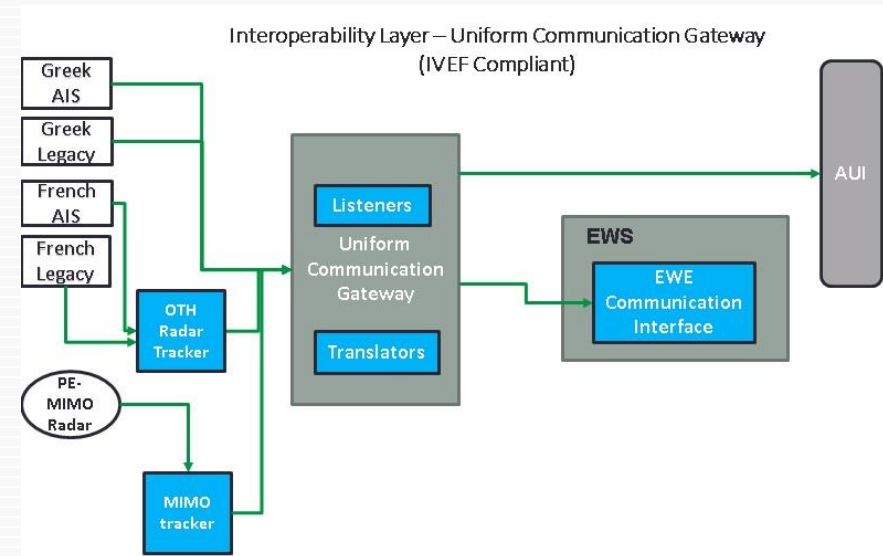 Interoperability Layer – Uniform Communication Gateway
(IVEF Compliant)
Greek
AIS
Greek
Legacy
French
AIS
French
Legacy
OTH
Radar
Tracker
PE-
MIMO
Radar
MIMO
tracker
Listeners
Uniform
Communication
Gateway
Translators
EWS
EWE
Communication
Interface
AUI